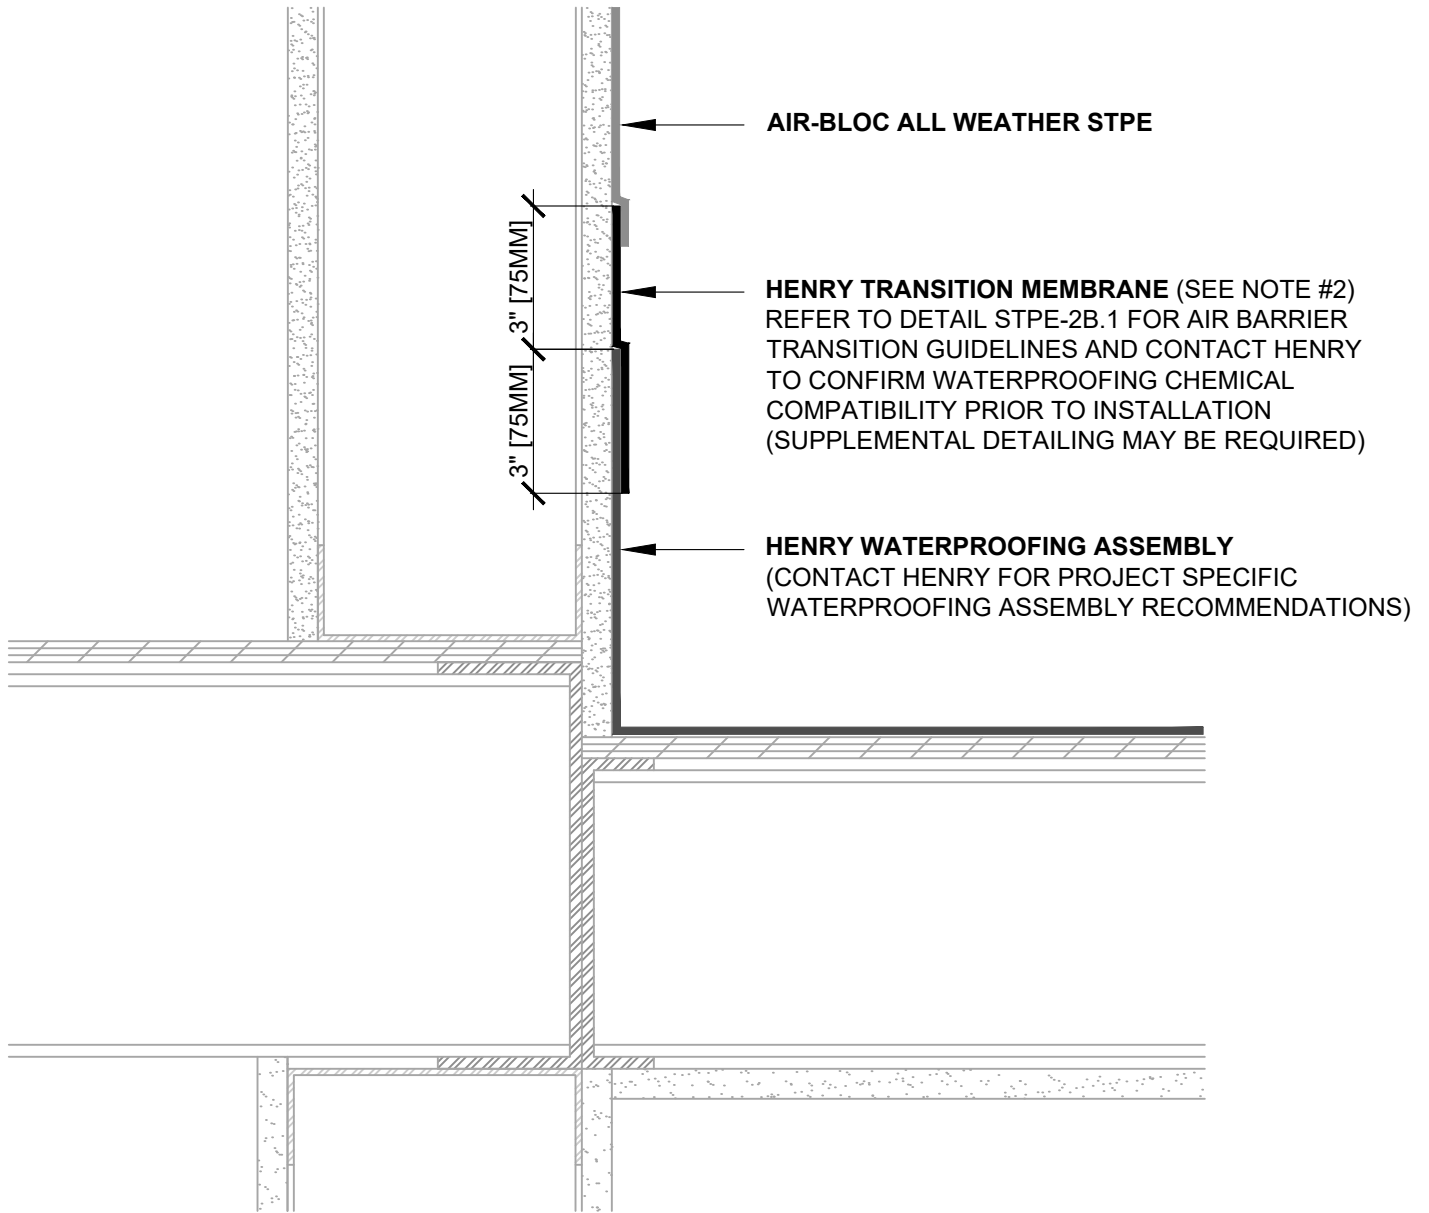 AIR-BLOC ALL WEATHER STPE
3" [75MM]
3" [75MM]
HENRY TRANSITION MEMBRANE (SEE NOTE #2)
REFER TO DETAIL STPE-2B.1 FOR AIR BARRIER
TRANSITION GUIDELINES AND CONTACT HENRY
TO CONFIRM WATERPROOFING CHEMICAL
COMPATIBILITY PRIOR TO INSTALLATION
(SUPPLEMENTAL DETAILING MAY BE REQUIRED)
HENRY WATERPROOFING ASSEMBLY
(CONTACT HENRY FOR PROJECT SPECIFIC
WATERPROOFING ASSEMBLY RECOMMENDATIONS)